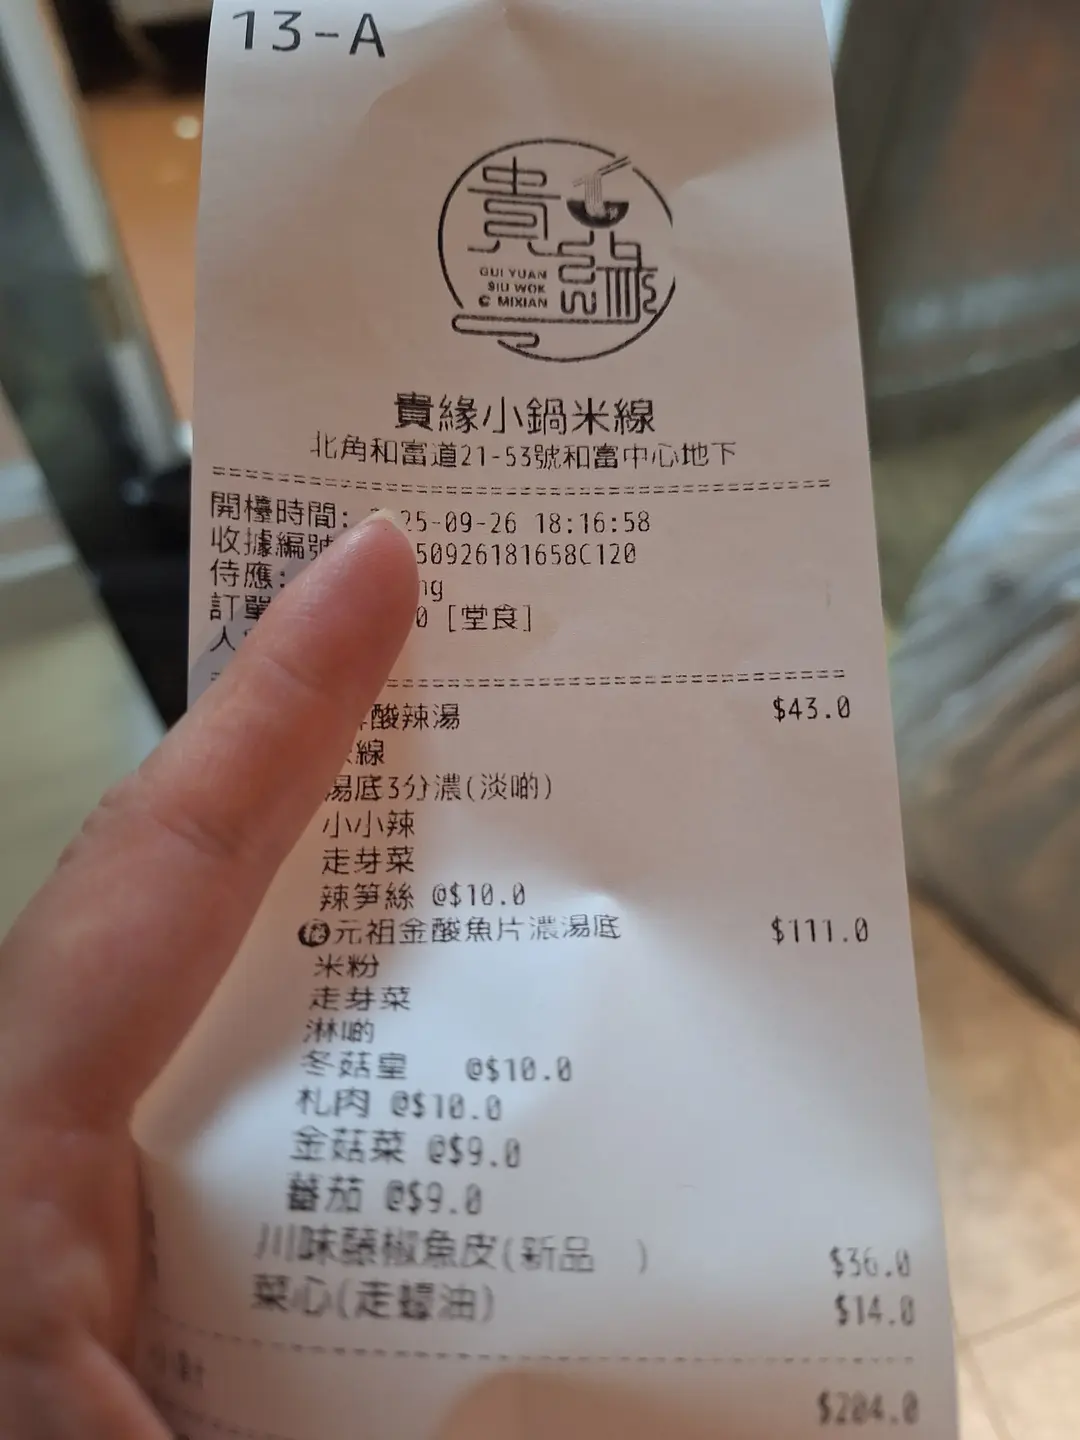 13-A
貴緣
GUI YUAN
SIU WOK
C MIXIAN
貴緣小鍋米線
北角和富道21-53號和富中心地下
開檯時間: 25-09-26 18:16:58
收據編號 50926181658C120
侍應: ng
訂單 0 [堂食]
人
酸辣湯 $43.0
線
湯底3分濃(淡啲)
小小辣
走芽菜
辣笋絲 @$10.0
元祖金酸魚片濃湯底 $111.0
米粉
走芽菜
淋啲
冬菇皇 @$10.0
札肉 @$10.0
金菇菜 @$9.0
蕃茄 @$9.0
川味藤椒魚皮(新品 ) $36.0
菜心(走蠔油) $14.0
$204.0